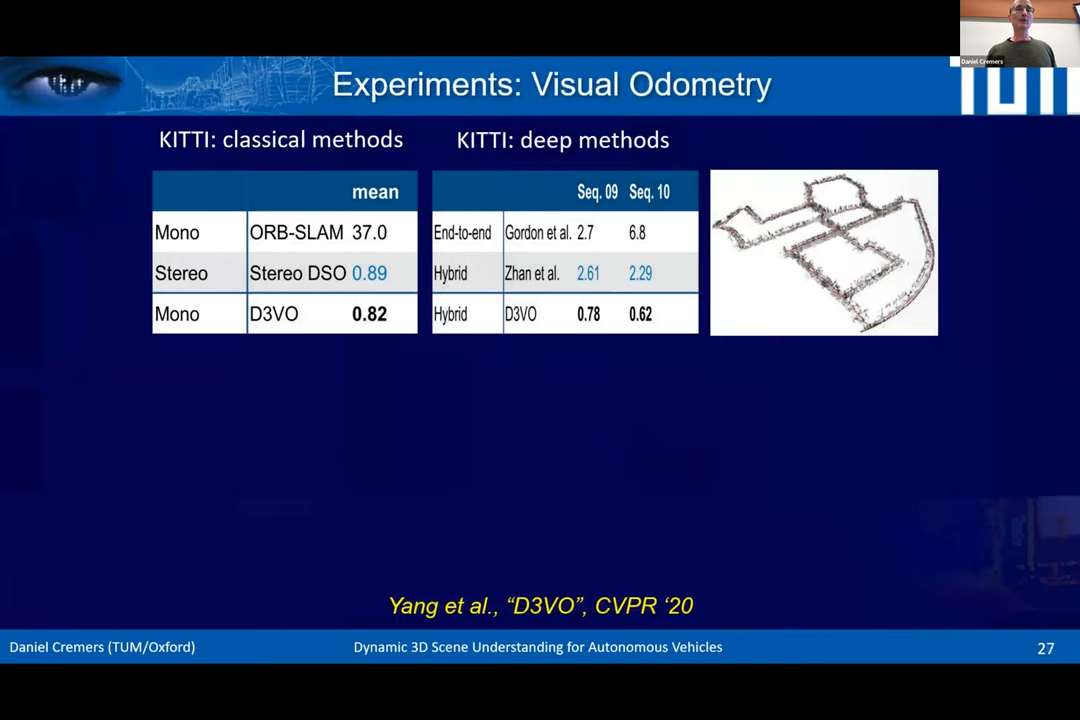 Daniel Cremers
Experiments: Visual Odometry
TUM
KITTI: classical methods
mean
Mono ORB-SLAM 37.0
Stereo Stereo DSO 0.89
Mono D3VO 0.82
KITTI: deep methods
Seq. 09 Seq. 10
End-to-end Gordon et al. 2.7 6.8
Hybrid Zhan et al. 2.61 2.29
Hybrid D3VO 0.78 0.62
Yang et al., “D3VO”, CVPR ‘20
Daniel Cremers (TUM/Oxford) Dynamic 3D Scene Understanding for Autonomous Vehicles 27